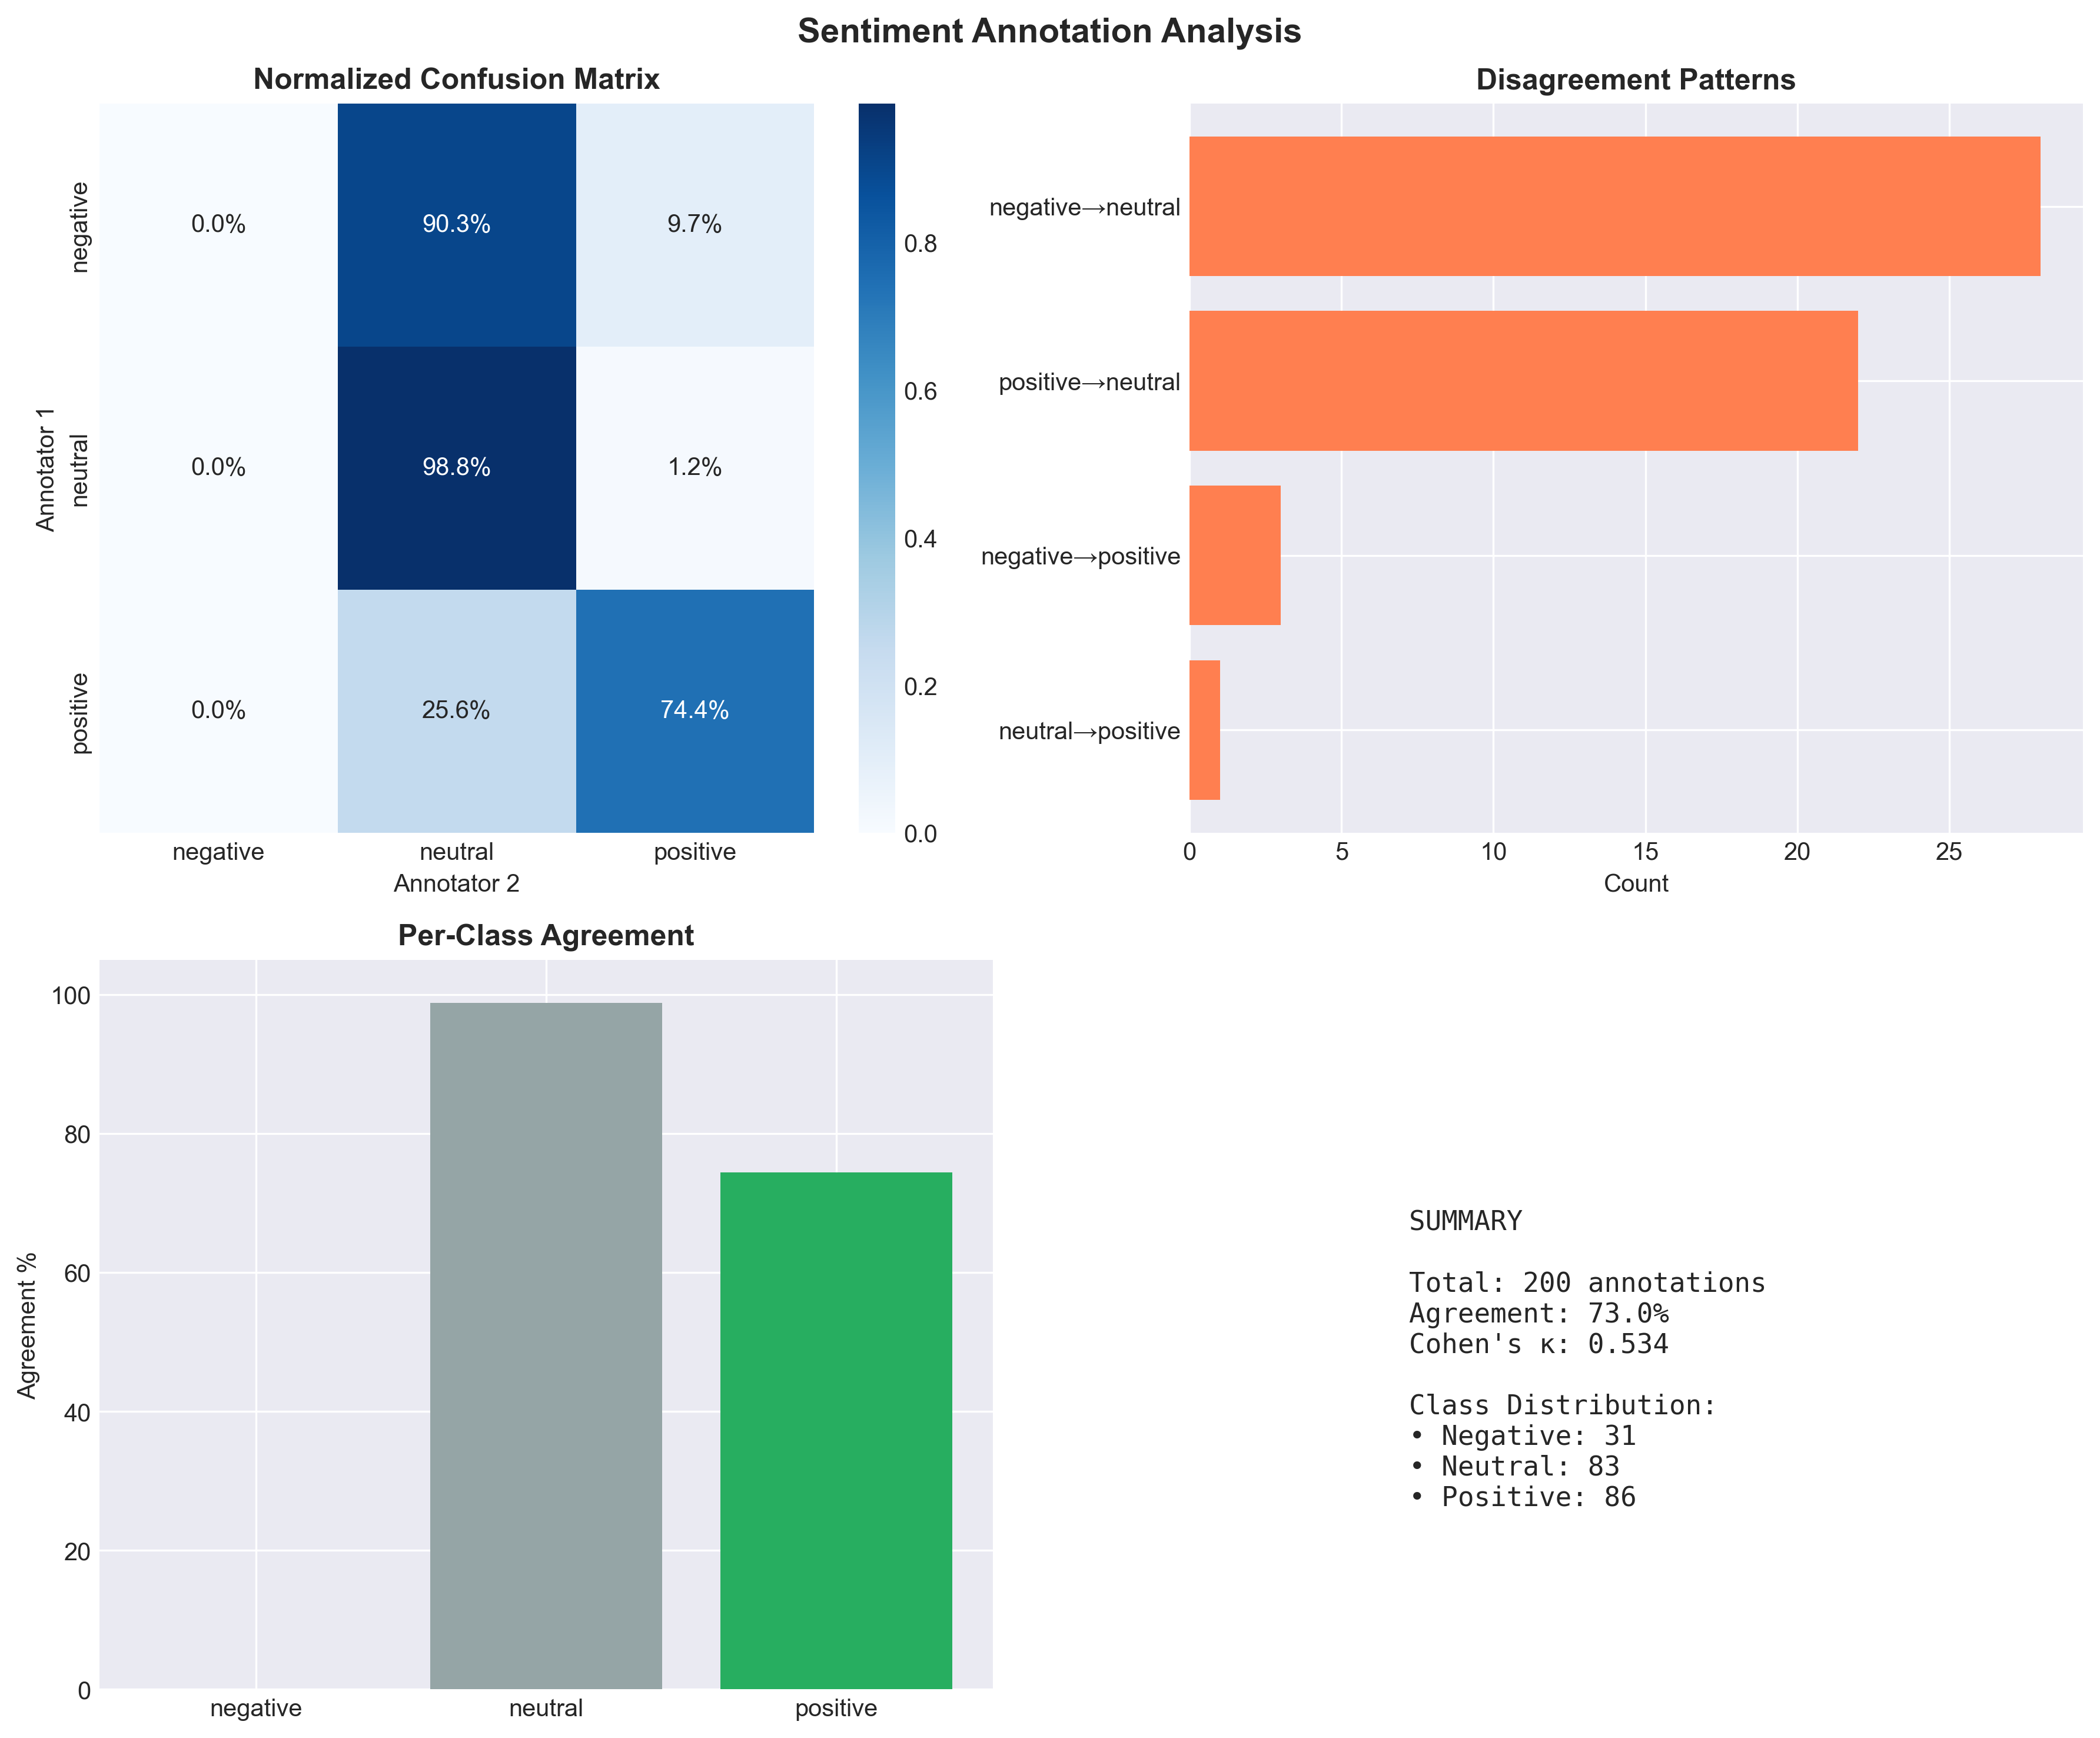 Sentiment Annotation Analysis
Normalized Confusion Matrix
Annotator 1
negative
0.0% 90.3% 9.7%
neutral
0.0% 98.8% 1.2%
positive
0.0% 25.6% 74.4%
negative neutral positive
Annotator 2
0.8
0.6
0.4
0.2
0.0
Disagreement Patterns
negative→neutral
positive→neutral
negative→positive
neutral→positive
0 5 10 15 20 25
Count
Per-Class Agreement
Agreement %
100
80
60
40
20
0
negative neutral positive
SUMMARY
Total: 200 annotations
Agreement: 73.0%
Cohen's κ: 0.534
Class Distribution:
• Negative: 31
• Neutral: 83
• Positive: 86